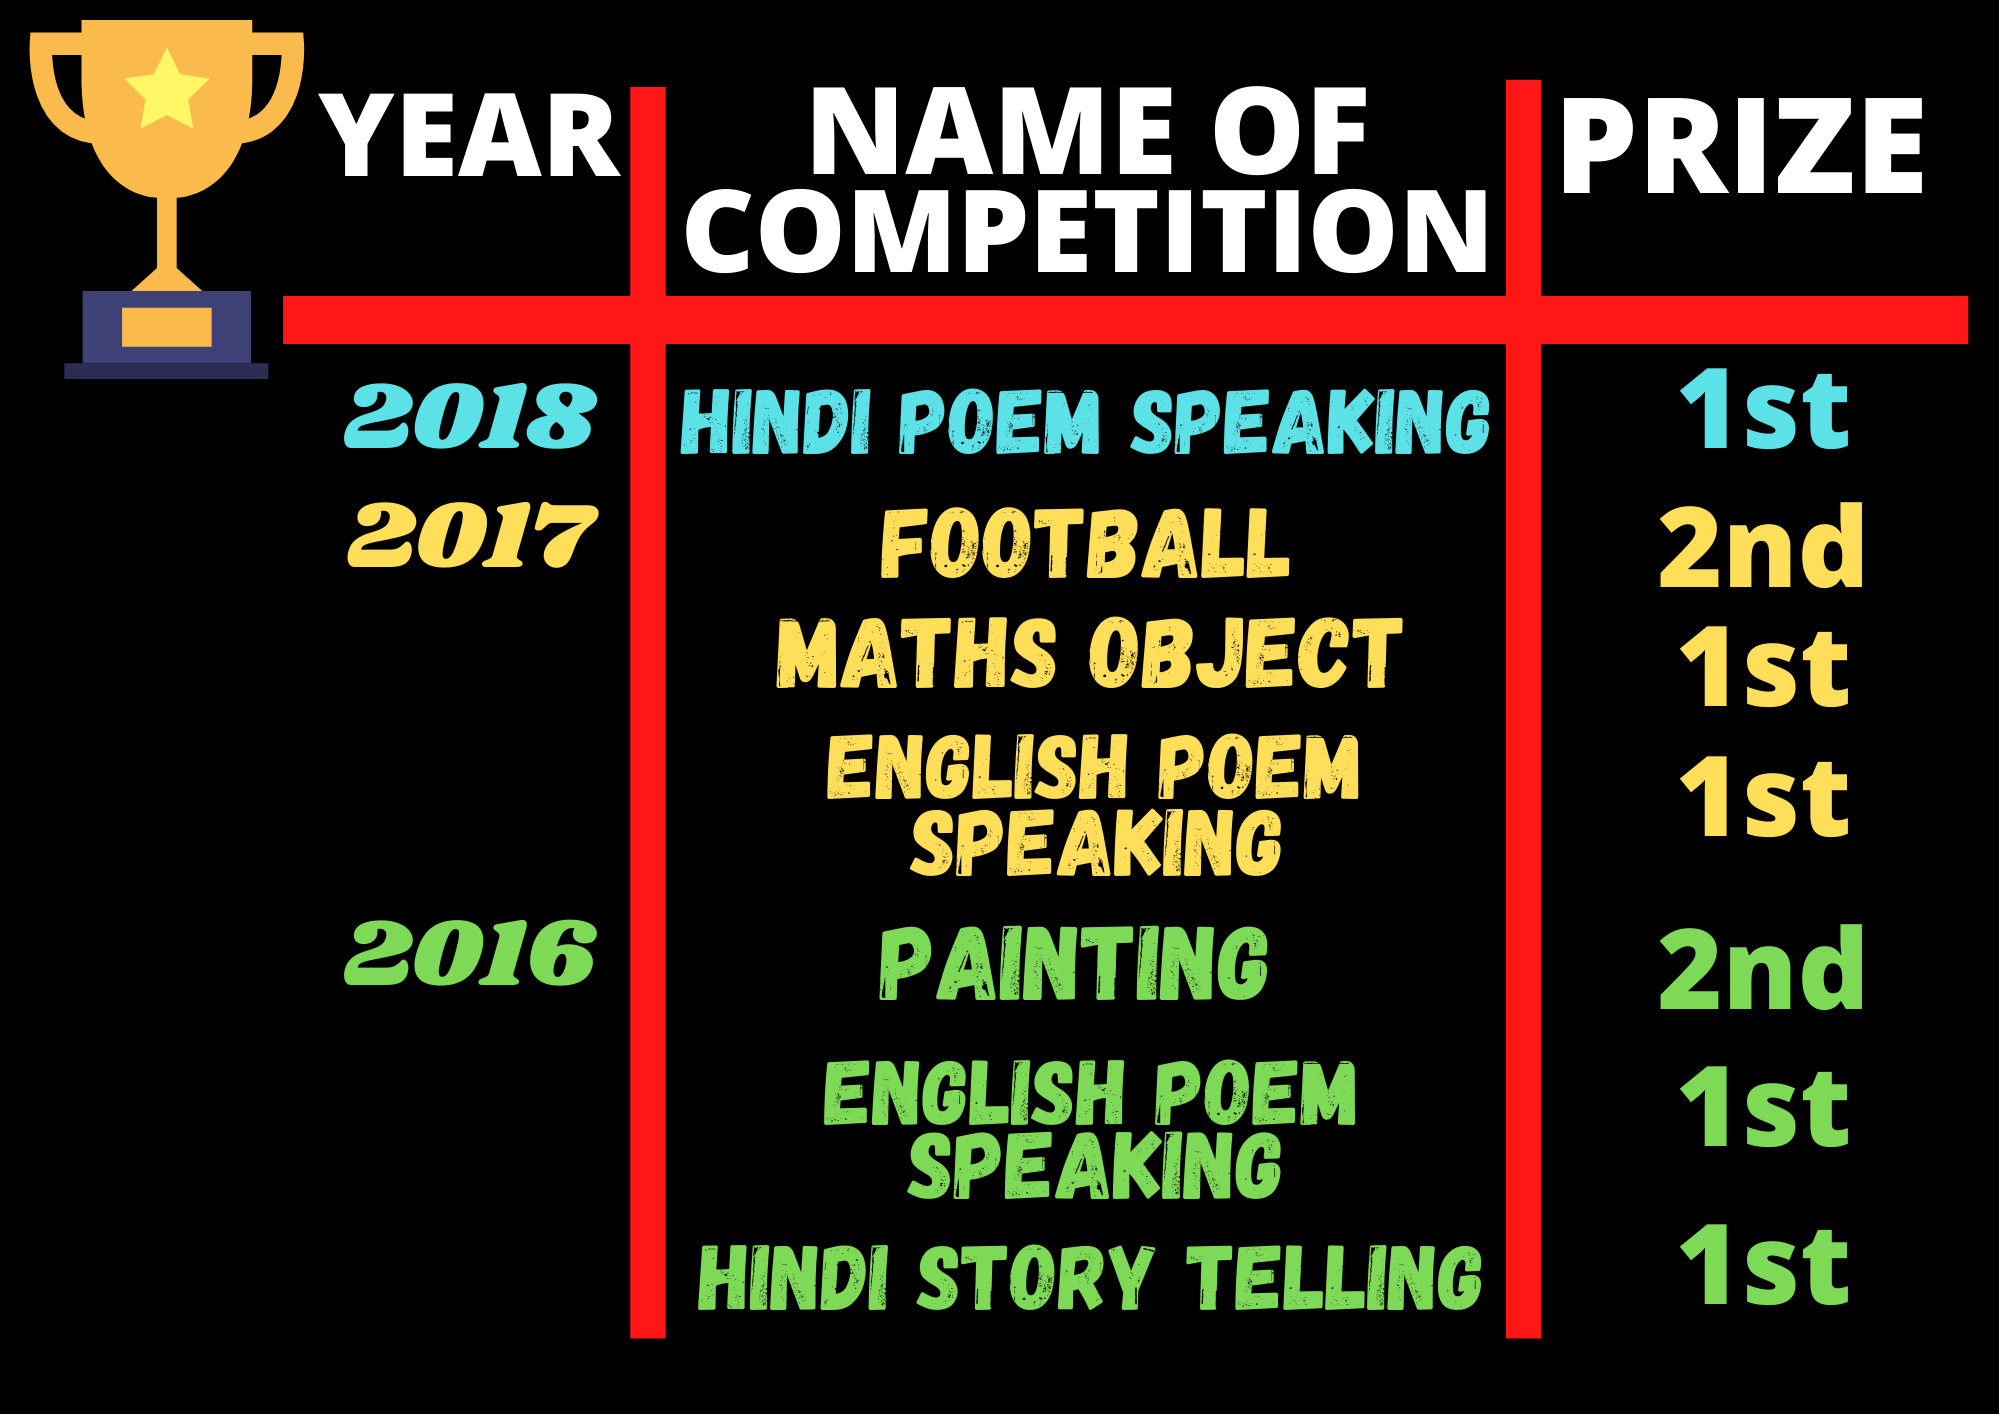 YEAR NAME OF COMPETITION PRIZE
2018 HINDI POEM SPEAKING 1st
2017 FOOTBALL 2nd
MATHS OBJECT 1st
ENGLISH POEM SPEAKING 1st
2016 PAINTING 2nd
ENGLISH POEM SPEAKING 1st
HINDI STORY TELLING 1st